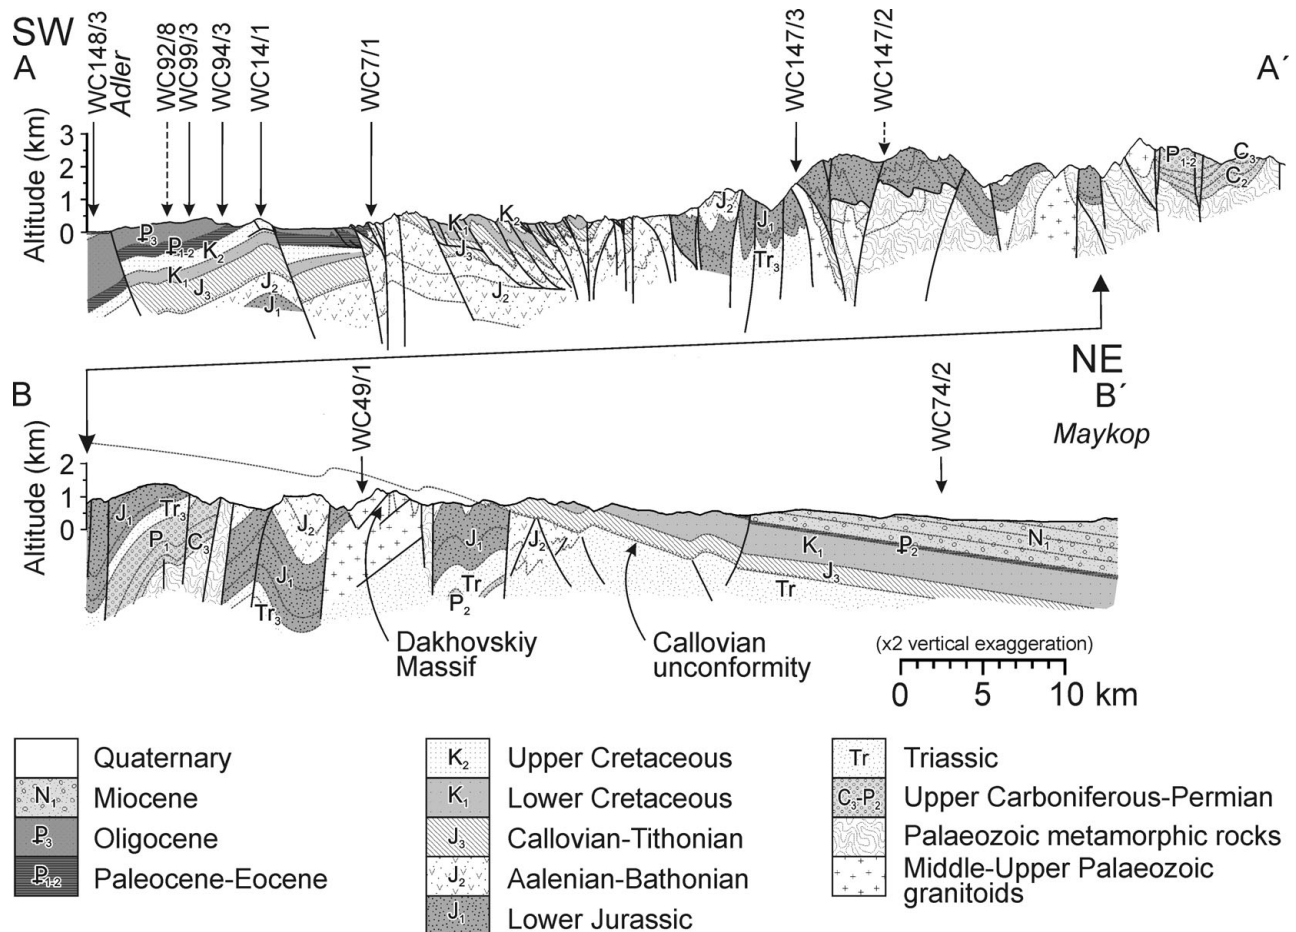 SW
A
A´
WC148/3
Adler
WC92/8
WC99/3
WC94/3
WC14/1
WC7/1
WC147/3
WC147/2
Altitude (km)
3
2
1
0
Ꝑ₃
Ꝑ₁₋₂
K₂
K₁
J₃
J₂
J₁
K₁
K₂
J₃
J₂
J₂
J₁
Tr₃
P₁₋₂
C₃
C₂
NE
B
B´
Maykop
WC49/1
WC74/2
Altitude (km)
2
1
0
J₁
Tr₃
P₁
C₃
J₂
J₁
Tr₃
J₁
Tr
P₂
J₂
K₁
J₃
Tr
Ꝑ₂
N₁
Dakhovskiy
Massif
Callovian
unconformity
(x2 vertical exaggeration)
0 5 10 km
Quaternary
N₁ Miocene
Ꝑ₃ Oligocene
Ꝑ₁₋₂ Paleocene-Eocene
K₂ Upper Cretaceous
K₁ Lower Cretaceous
J₃ Callovian-Tithonian
J₂ Aalenian-Bathonian
J₁ Lower Jurassic
Tr Triassic
C₃-P₂ Upper Carboniferous-Permian
Palaeozoic metamorphic rocks
Middle-Upper Palaeozoic
granitoids